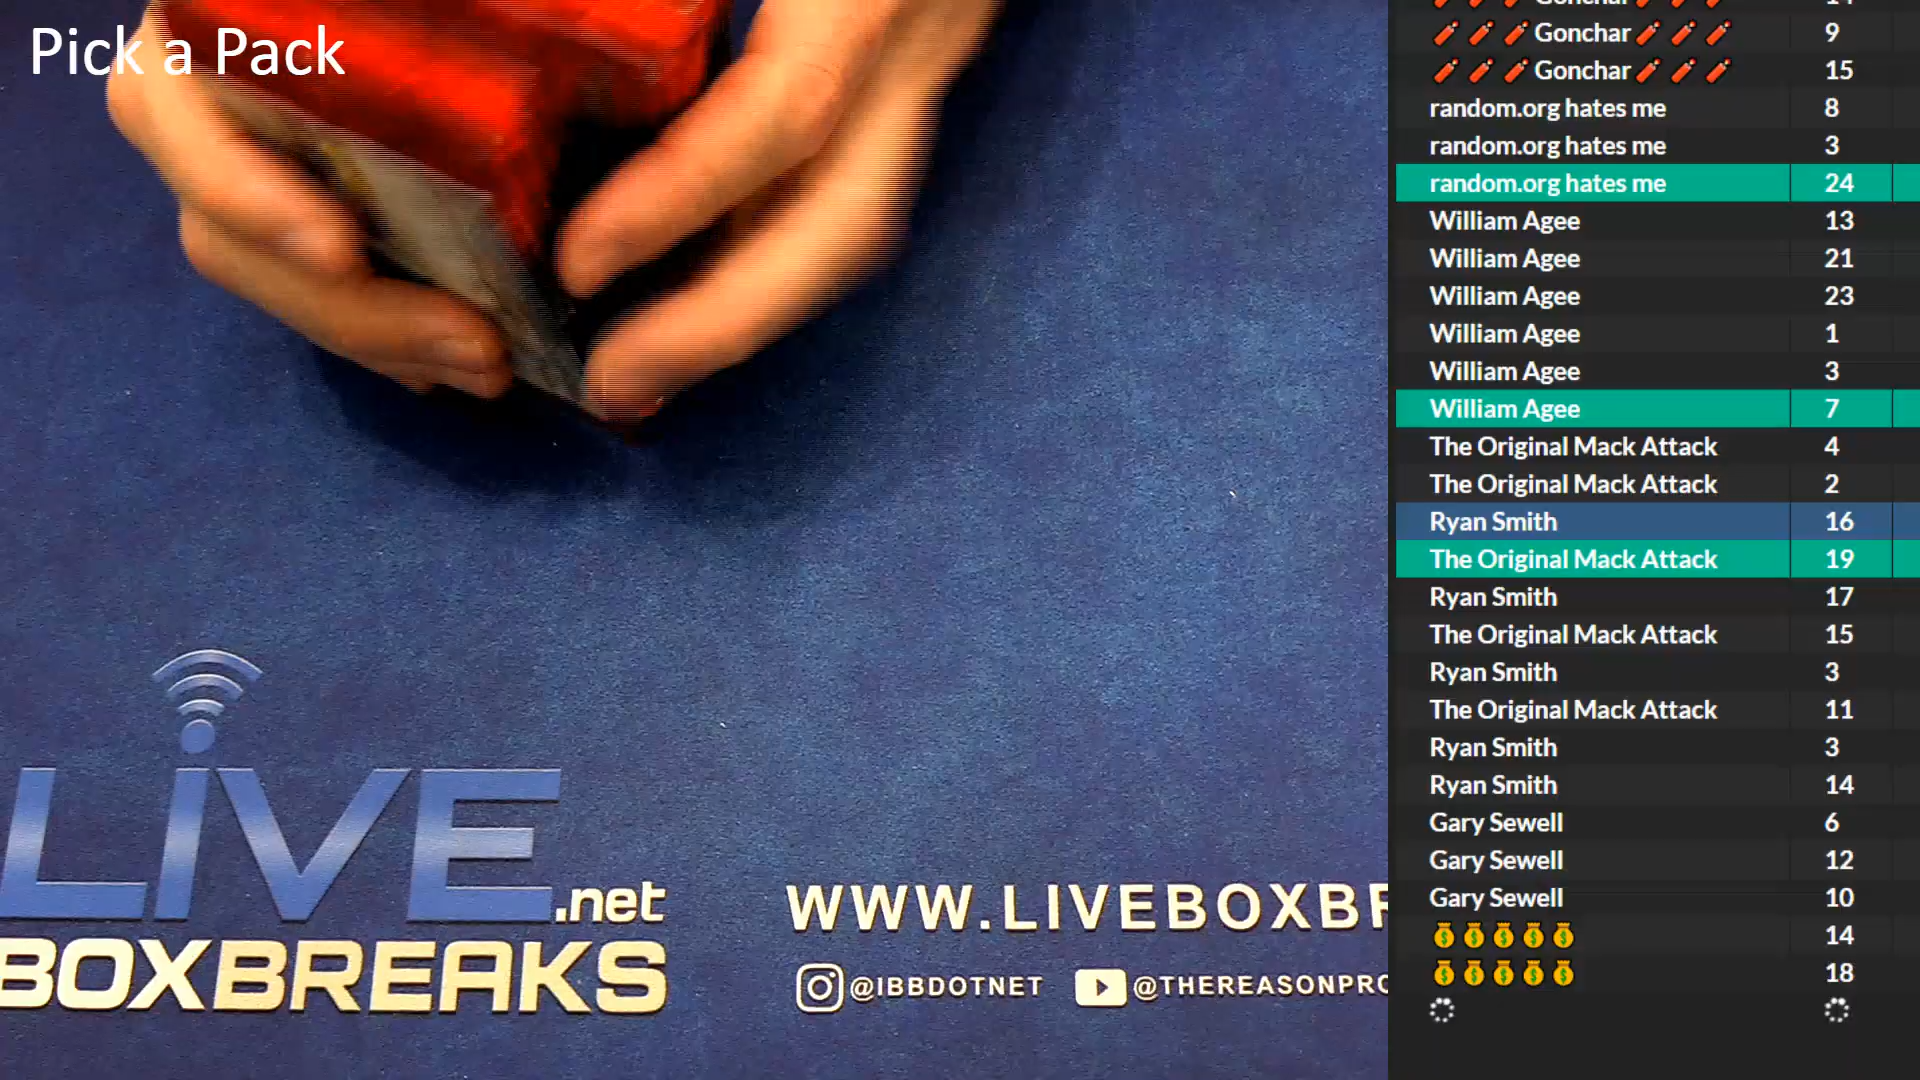 Pick a Pack
Gonchar 14
Gonchar 9
Gonchar 15
random.org hates me 8
random.org hates me 3
random.org hates me 24
William Agee 13
William Agee 21
William Agee 23
William Agee 1
William Agee 3
William Agee 7
The Original Mack Attack 4
The Original Mack Attack 2
Ryan Smith 16
The Original Mack Attack 19
Ryan Smith 17
The Original Mack Attack 15
Ryan Smith 3
The Original Mack Attack 11
Ryan Smith 3
Ryan Smith 14
Gary Sewell 6
Gary Sewell 12
Gary Sewell 10
14
18
LIVE.net
BOXBREAKS
WWW.LIVEBOXBR
@IBBDOTNET @THEREASONPRO